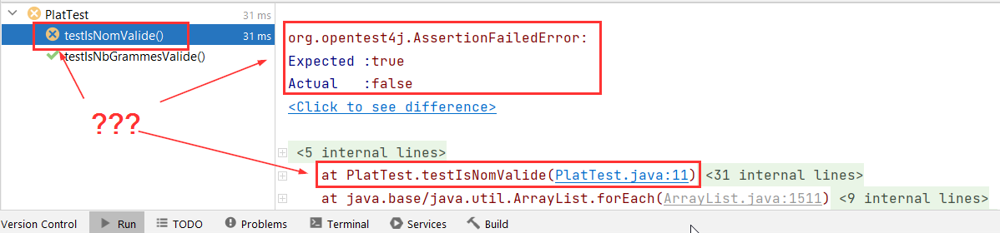 PlatTest 31 ms
testIsNomValide() 31 ms
testIsNbGrammesValide()
???
org.opentest4j.AssertionFailedError:
Expected :true
Actual   :false
<Click to see difference>
<5 internal lines>
at PlatTest.testIsNomValide(PlatTest.java:11) <31 internal lines>
at java.base/java.util.ArrayList.forEach(ArrayList.java:1511) <9 internal lines>
Version Control Run TODO Problems Terminal Services Build